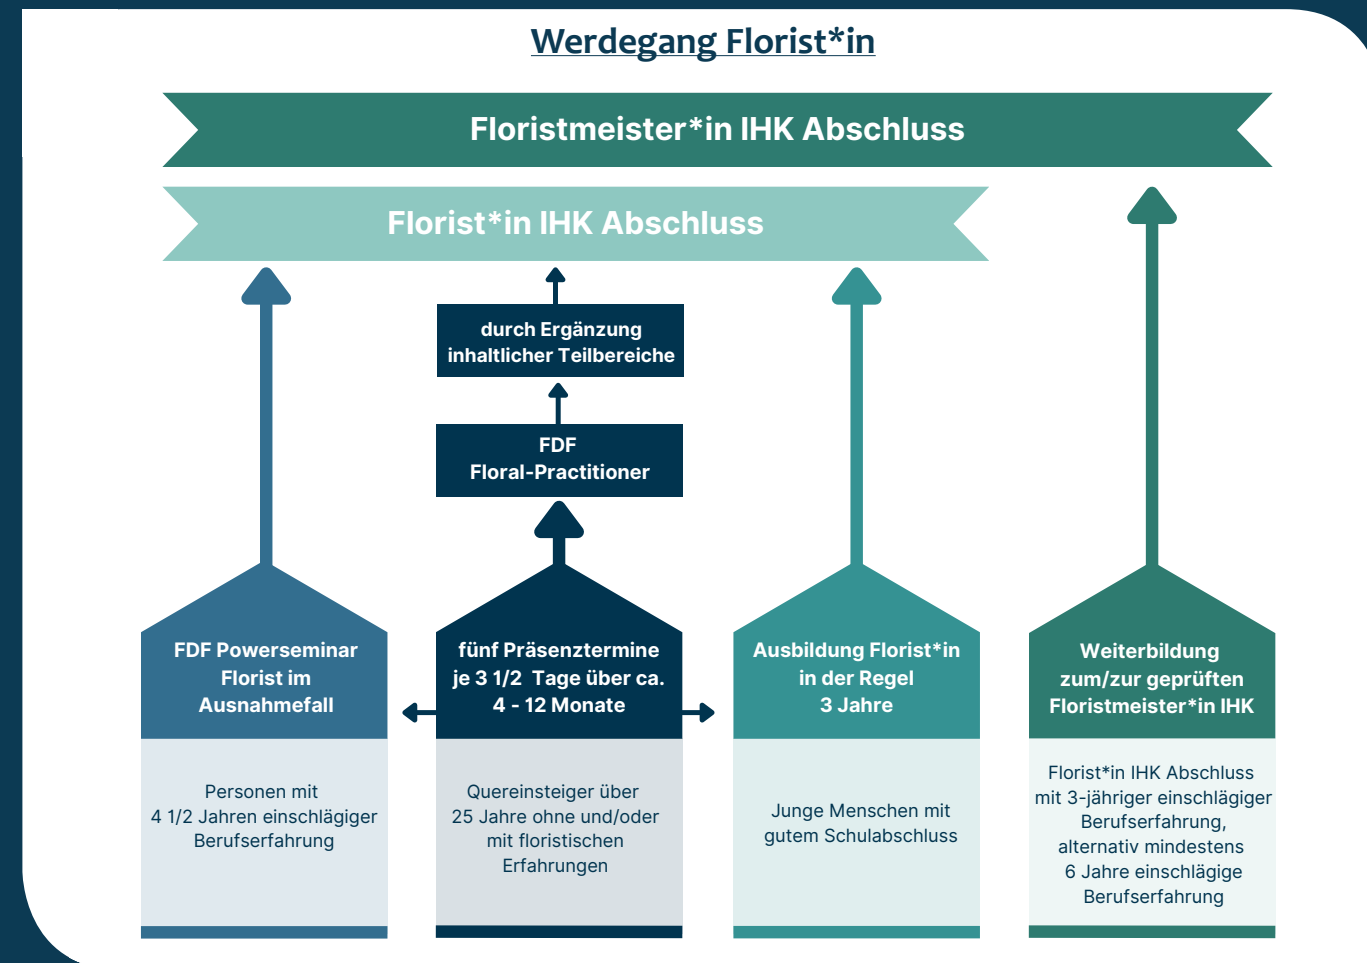 Werdegang Florist*in
Floristmeister*in IHK Abschluss
Florist*in IHK Abschluss
durch Ergänzung
inhaltlicher Teilbereiche
FDF
Floral-Practitioner
FDF Powerseminar
Florist im
Ausnahmefall
Personen mit
4 1/2 Jahren einschlägiger
Berufserfahrung
fünf Präsenztermine
je 3 1/2 Tage über ca.
4 - 12 Monate
Quereinsteiger über
25 Jahre ohne und/oder
mit floristischen
Erfahrungen
Ausbildung Florist*in
in der Regel
3 Jahre
Junge Menschen mit
gutem Schulabschluss
Weiterbildung
zum/zur geprüften
Floristmeister*in IHK
Florist*in IHK Abschluss
mit 3-jähriger einschlägiger
Berufserfahrung,
alternativ mindestens
6 Jahre einschlägige
Berufserfahrung